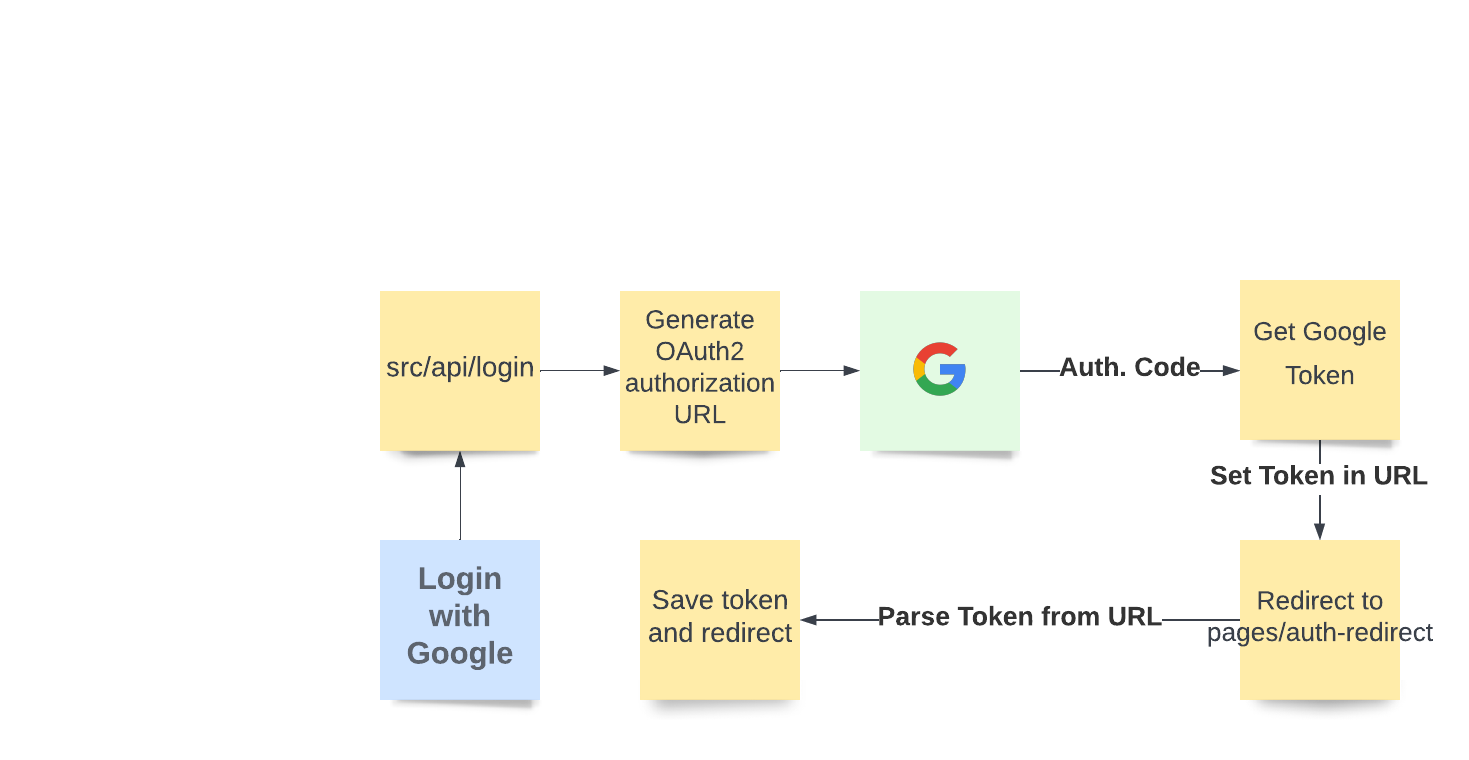 src/api/login
Generate
OAuth2
authorization
URL
Auth. Code
Get Google
Token
Set Token in URL
Login
with
Google
Save token
and redirect
Parse Token from URL
Redirect to
pages/auth-redirect